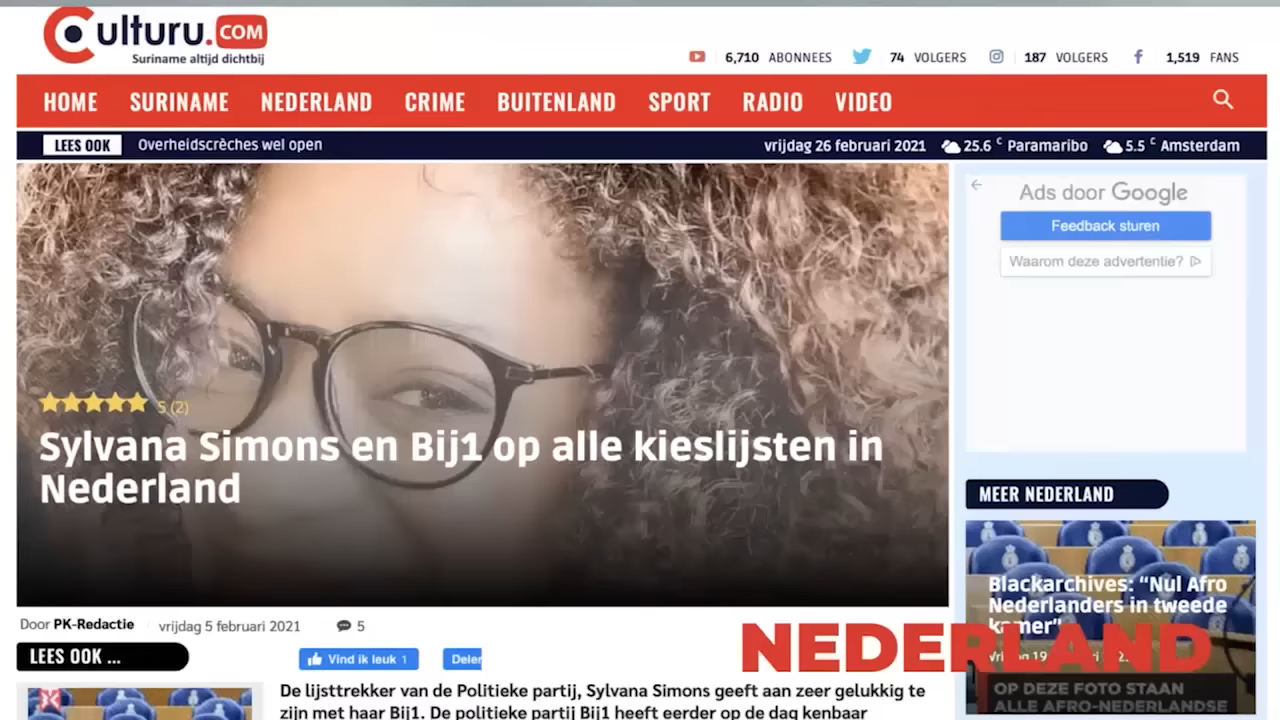 Culturu.COM
Suriname altijd dichtbij
6,710 ABONNEES 74 VOLGERS 187 VOLGERS 1,519 FANS
HOME SURINAME NEDERLAND CRIME BUITENLAND SPORT RADIO VIDEO
LEES OOK Overheidscrèches wel open vrijdag 26 februari 2021 25.6 C Paramaribo 5.5 C Amsterdam
Ads door Google
Feedback sturen
Waarom deze advertentie?
5 (2)
Sylvana Simons en Bij1 op alle kieslijsten in
Nederland
MEER NEDERLAND
Blackarchives: “Nul Afro
Nederlanders in tweede
kamer”
Door PK-Redactie vrijdag 5 februari 2021 5
NEDERLAND
LEES OOK ...
Vind ik leuk 1
Delen
OP DEZE FOTO STAAN
ALLE AFRO-NEDERLANDSE
De lijsttrekker van de Politieke partij, Sylvana Simons geeft aan zeer gelukkig te
zijn met haar Bij1. De politieke partij Bij1 heeft eerder op de dag kenbaar